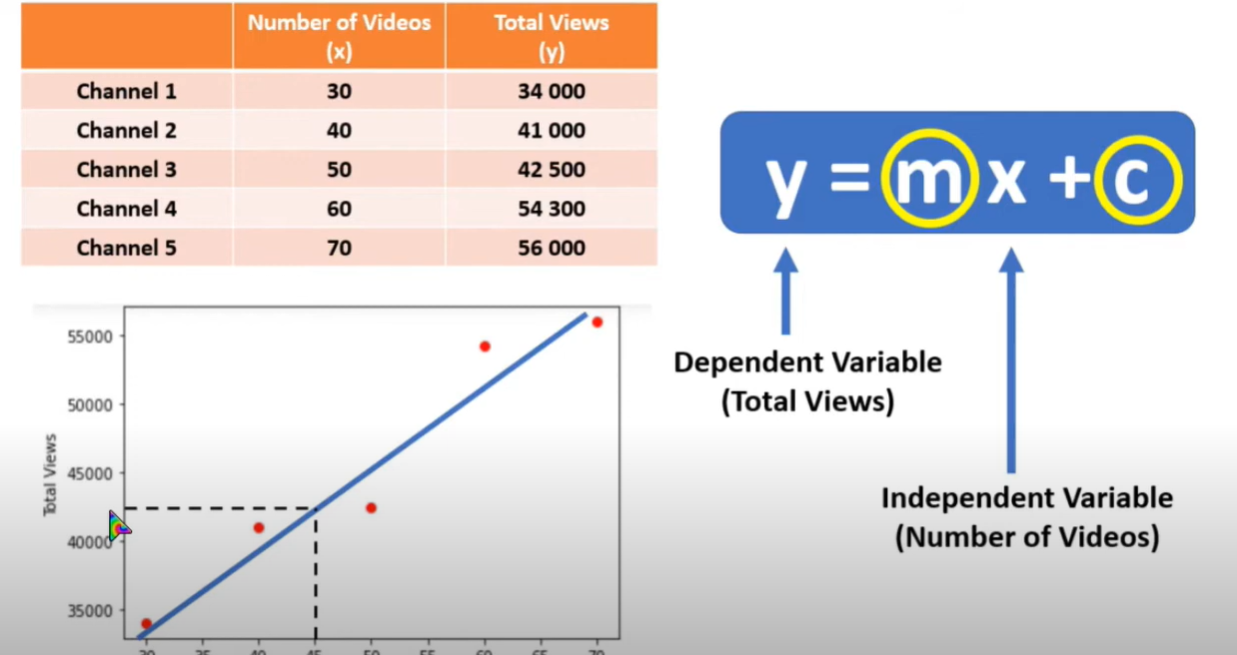 Number of Videos Total Views
(x) (y)
Channel 1 30 34 000
Channel 2 40 41 000
Channel 3 50 42 500
Channel 4 60 54 300
Channel 5 70 56 000
y = m x + c
Dependent Variable
(Total Views)
Independent Variable
(Number of Videos)
55000
50000
45000
40000
35000
Total Views
30 35 40 45 50 55 60 65 70